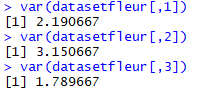 > var(datasetfleur[,1])
[1] 2.190667
> var(datasetfleur[,2])
[1] 3.150667
> var(datasetfleur[,3])
[1] 1.789667